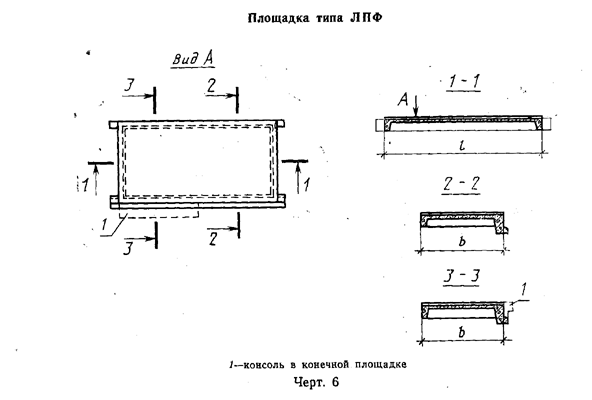 Площадка типа ЛПФ
Вид А
3
2
1
1
1
3
2
1-1
А
l
2-2
b
3-3
1
b
1—консоль в конечной площадке
Черт. 6